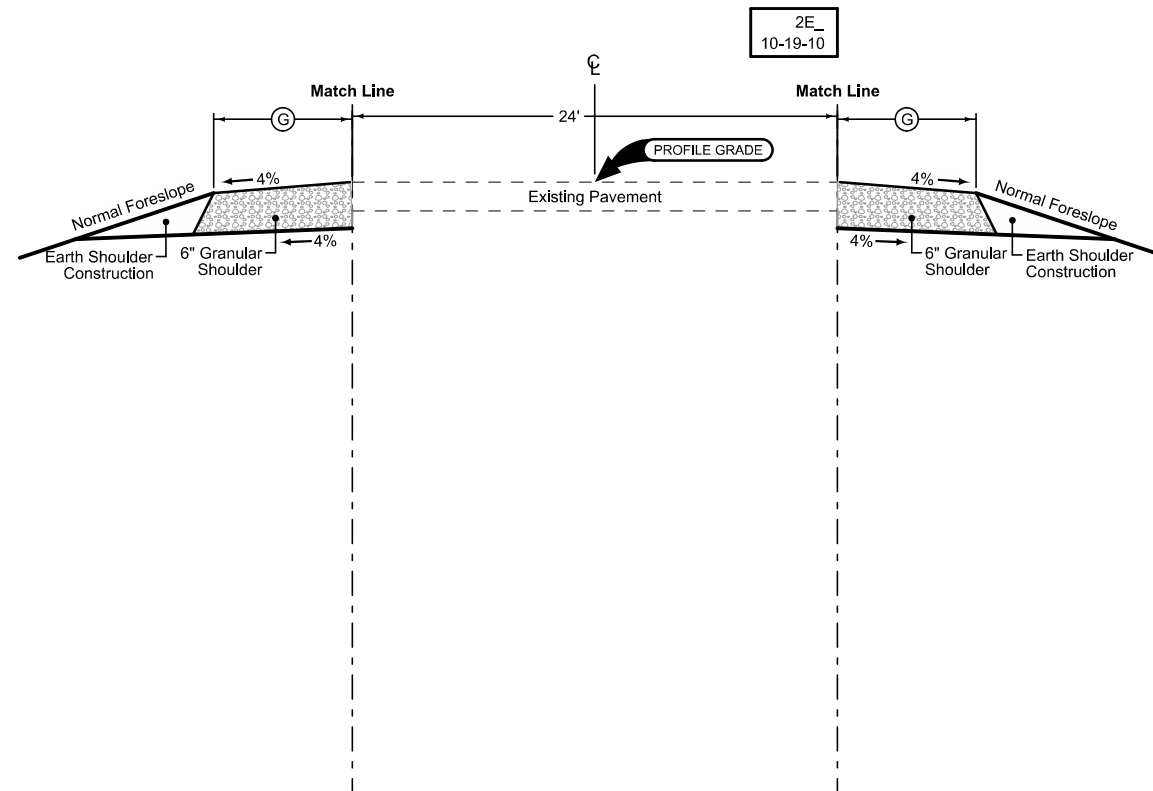 2E_
10-19-10
℄
Match Line
Match Line
G
24'
G
PROFILE GRADE
4%
4%
Normal Foreslope
Existing Pavement
Normal Foreslope
4%
4%
Earth Shoulder
Construction
6" Granular
Shoulder
6" Granular
Shoulder
Earth Shoulder
Construction